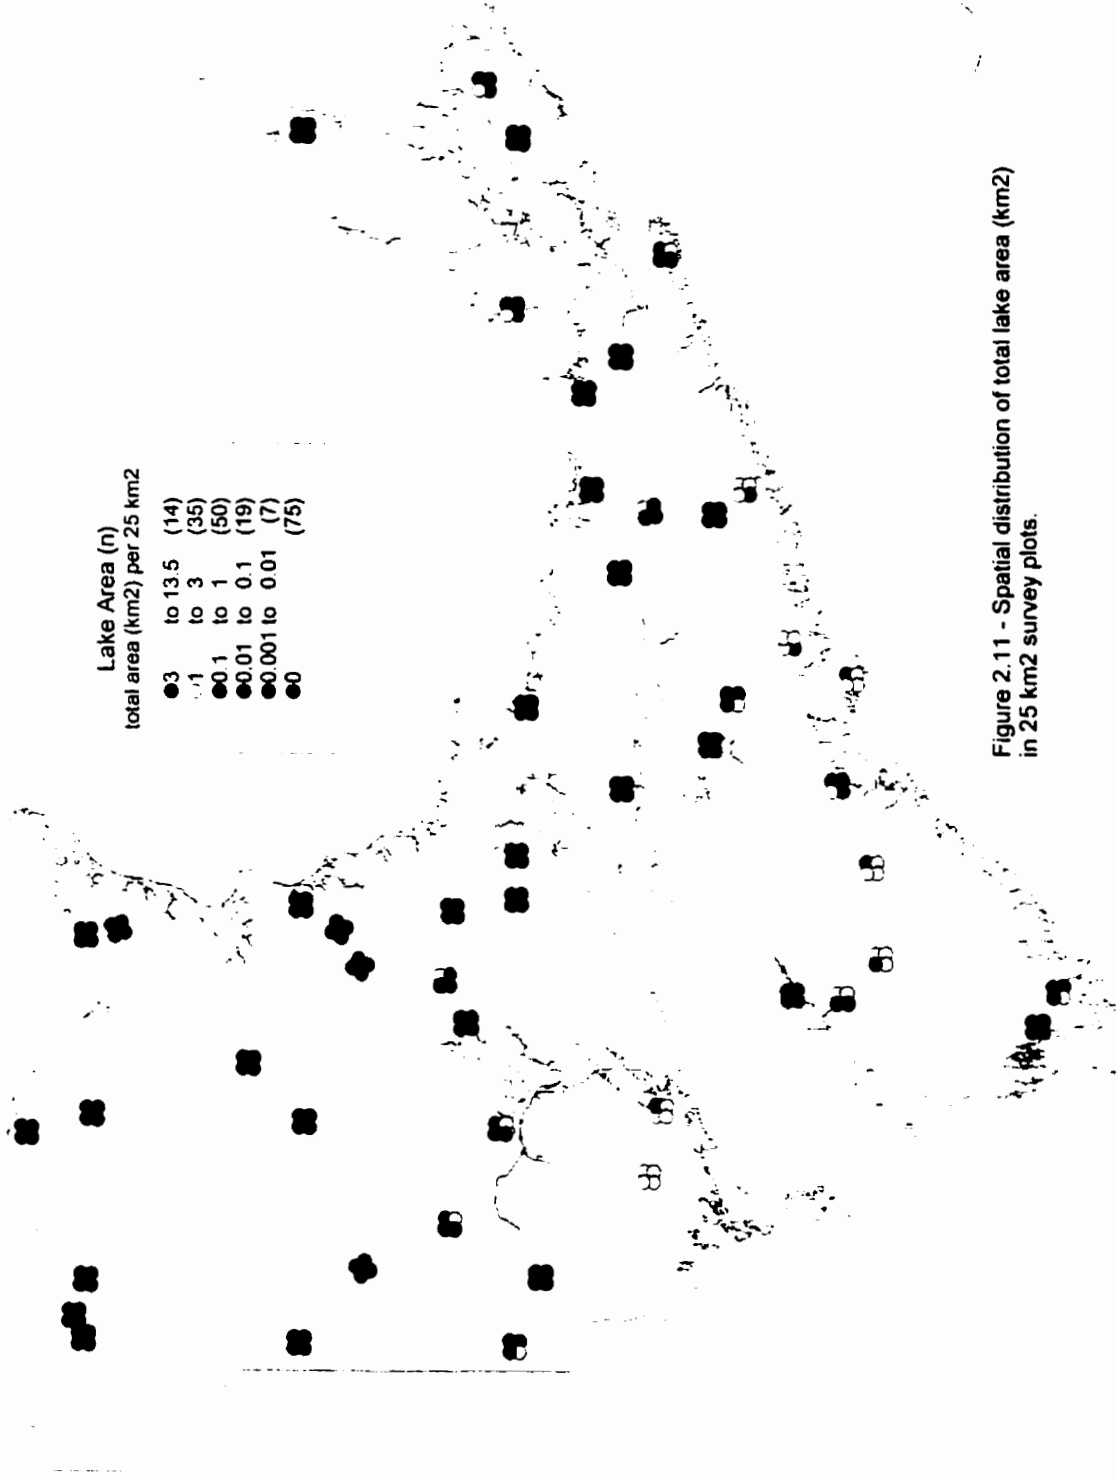 Lake Area (n)
total area (km2) per 25 km2
3 to 13.5 (14)
1 to 3 (35)
0.1 to 1 (50)
0.01 to 0.1 (19)
0.001 to 0.01 (7)
0 (75)
Figure 2.11 - Spatial distribution of total lake area (km2)
in 25 km2 survey plots.